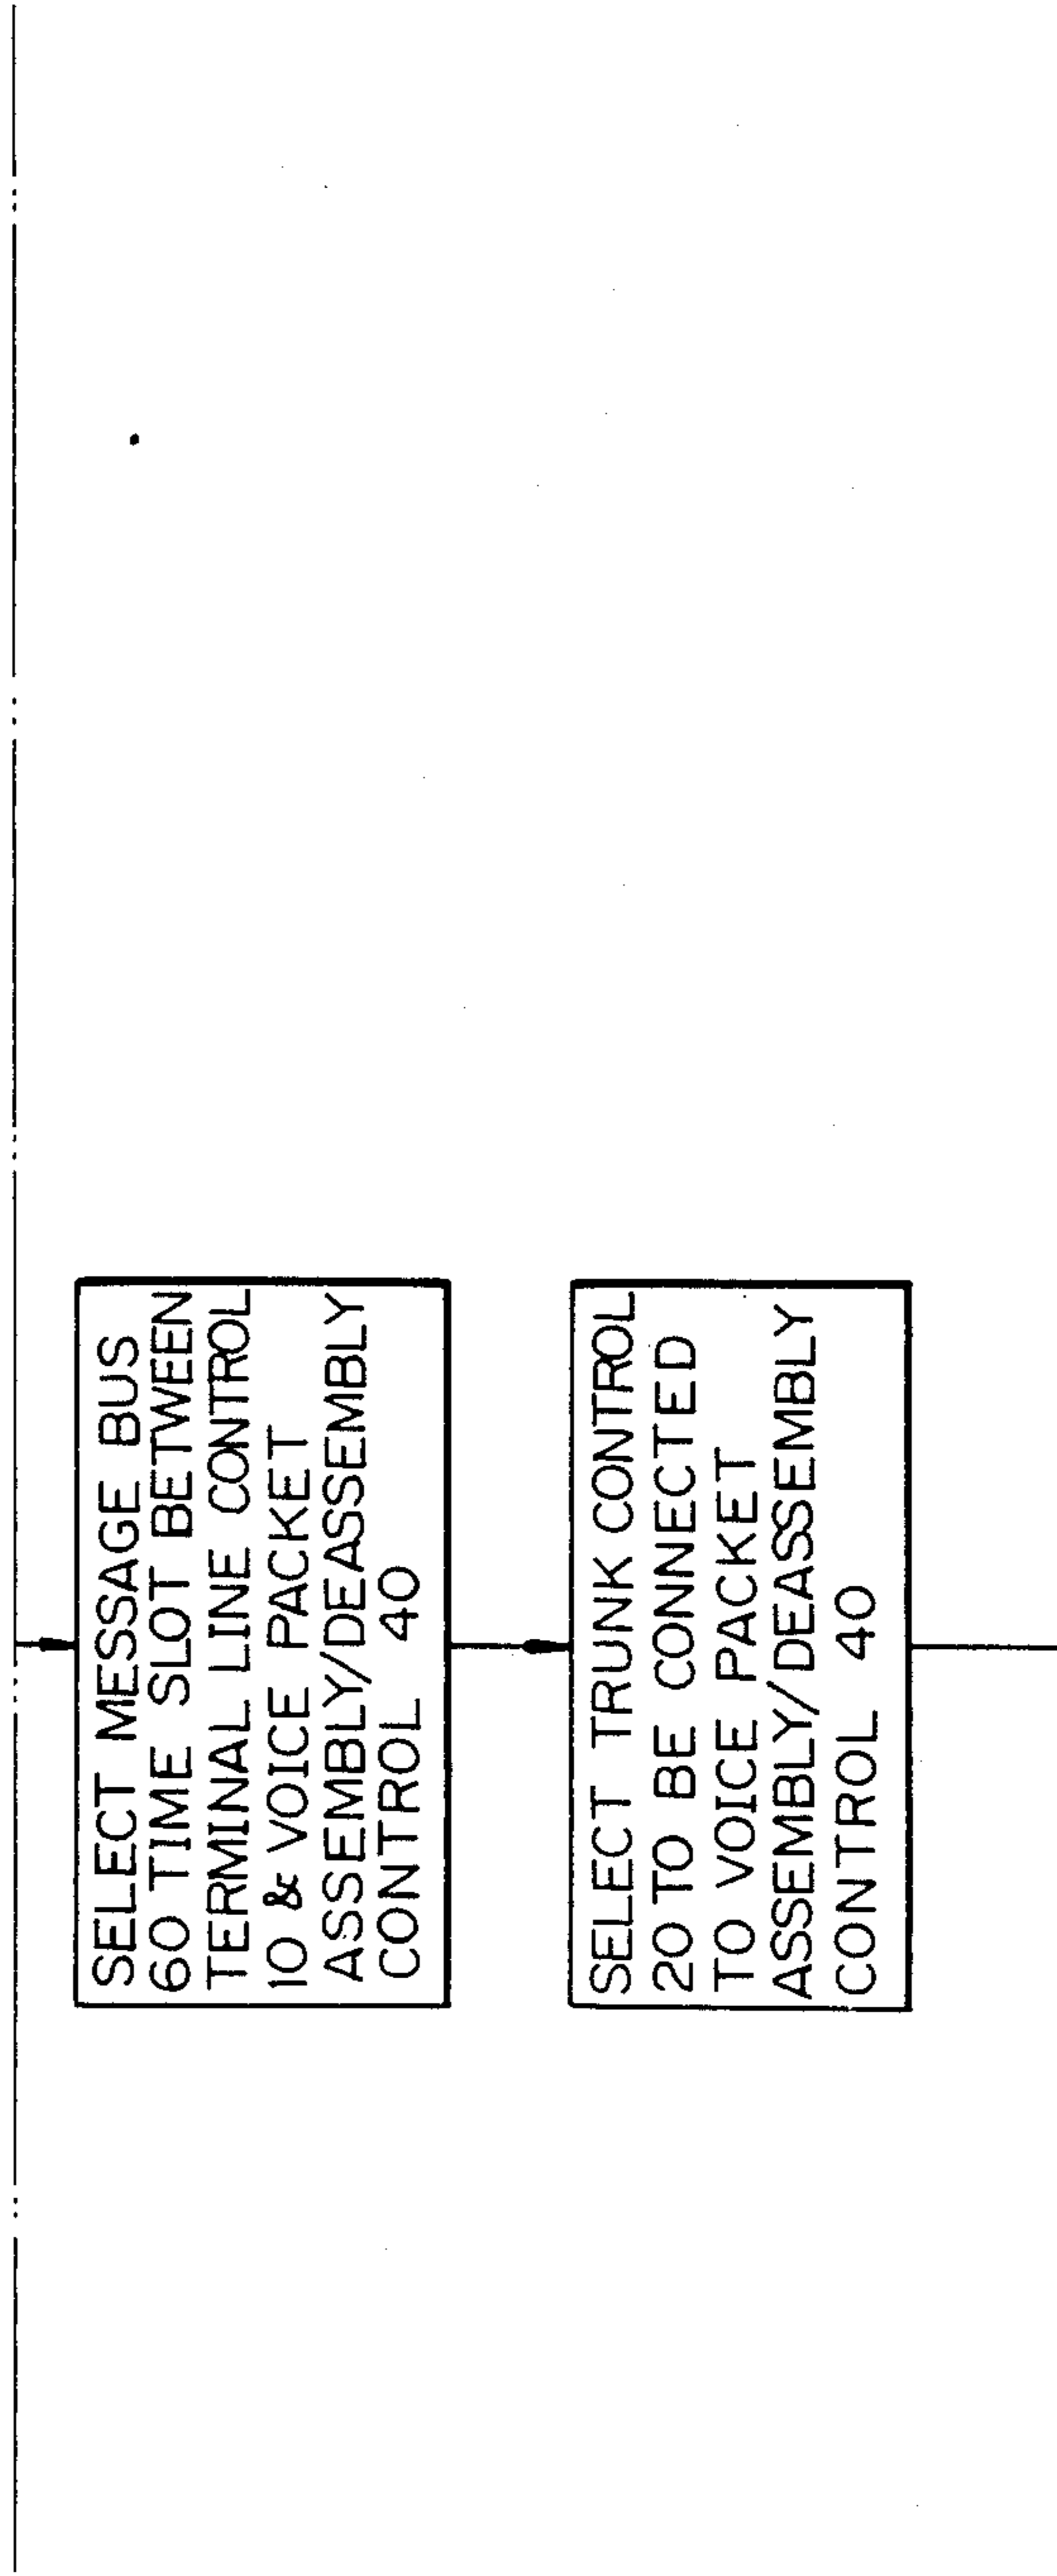 SELECT MESSAGE BUS
60 TIME SLOT BETWEEN
TERMINAL LINE CONTROL
10 & VOICE PACKET
ASSEMBLY/DEASSEMBLY
CONTROL 40
SELECT TRUNK CONTROL
20 TO BE CONNECTED
TO VOICE PACKET
ASSEMBLY/DEASSEMBLY
CONTROL 40